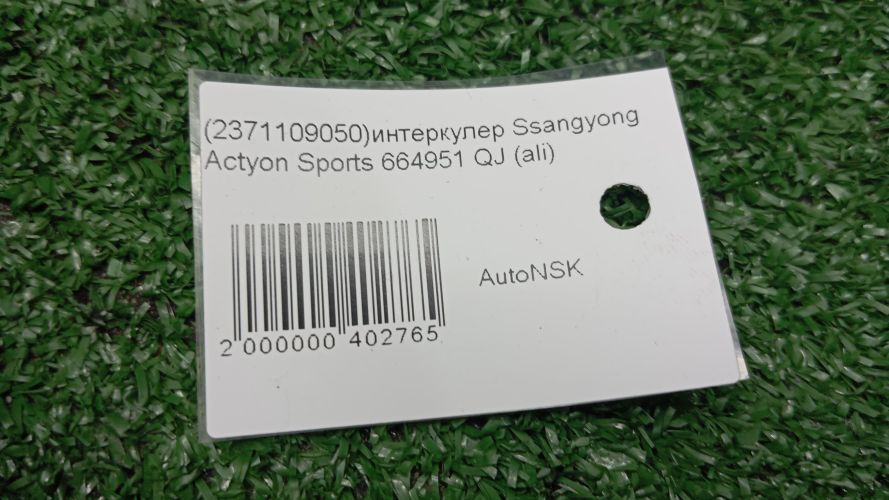 (2371109050)интеркулер Ssangyong
Actyon Sports 664951 QJ (ali)
AutoNSK
2 000000 402765